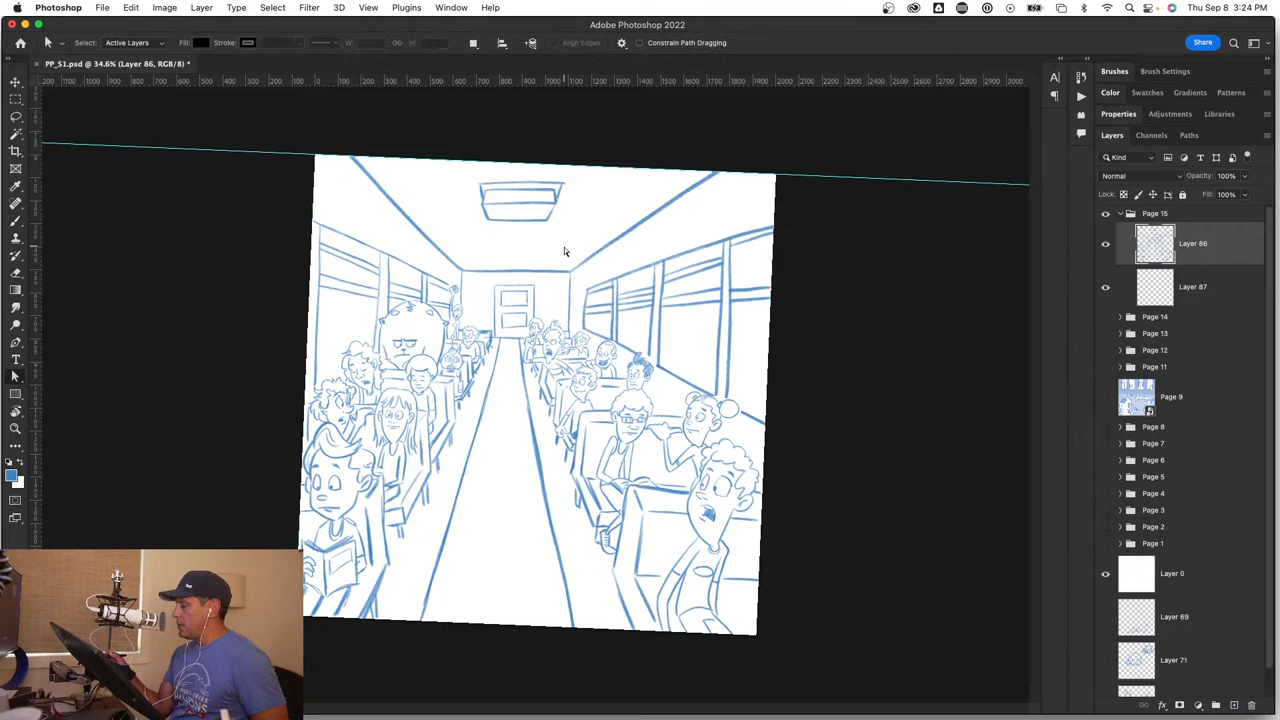 Photoshop File Edit Image Layer Type Select Filter 3D View Plugins Window Help Thu Sep 8 3:24 PM
Adobe Photoshop 2022
Select: Active Layers Fill: Stroke: W: H: Align Edges Constrain Path Dragging Share
PP_S1.psd @ 34.6% (Layer 86, RGB/8) *
Brushes Brush Settings
Color Swatches Gradients Patterns
Properties Adjustments Libraries
Layers Channels Paths
Kind
Normal Opacity: 100%
Lock: Fill: 100%
Page 15
Layer 86
Layer 87
Page 14
Page 13
Page 12
Page 11
Page 9
Page 8
Page 7
Page 6
Page 5
Page 4
Page 3
Page 2
Page 1
Layer 0
Layer 69
Layer 71